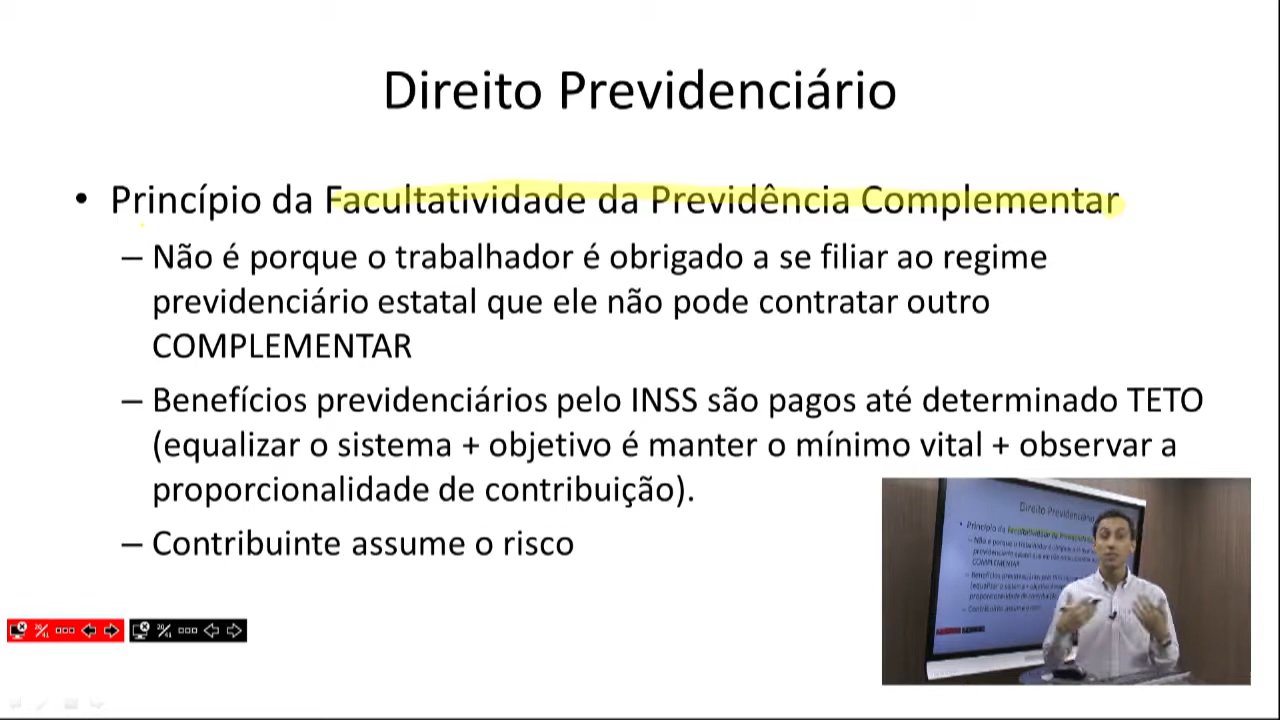 Direito Previdenciário
• Princípio da Facultatividade da Previdência Complementar
– Não é porque o trabalhador é obrigado a se filiar ao regime
previdenciário estatal que ele não pode contratar outro
COMPLEMENTAR
– Benefícios previdenciários pelo INSS são pagos até determinado TETO
(equalizar o sistema + objetivo é manter o mínimo vital + observar a
proporcionalidade de contribuição).
– Contribuinte assume o risco